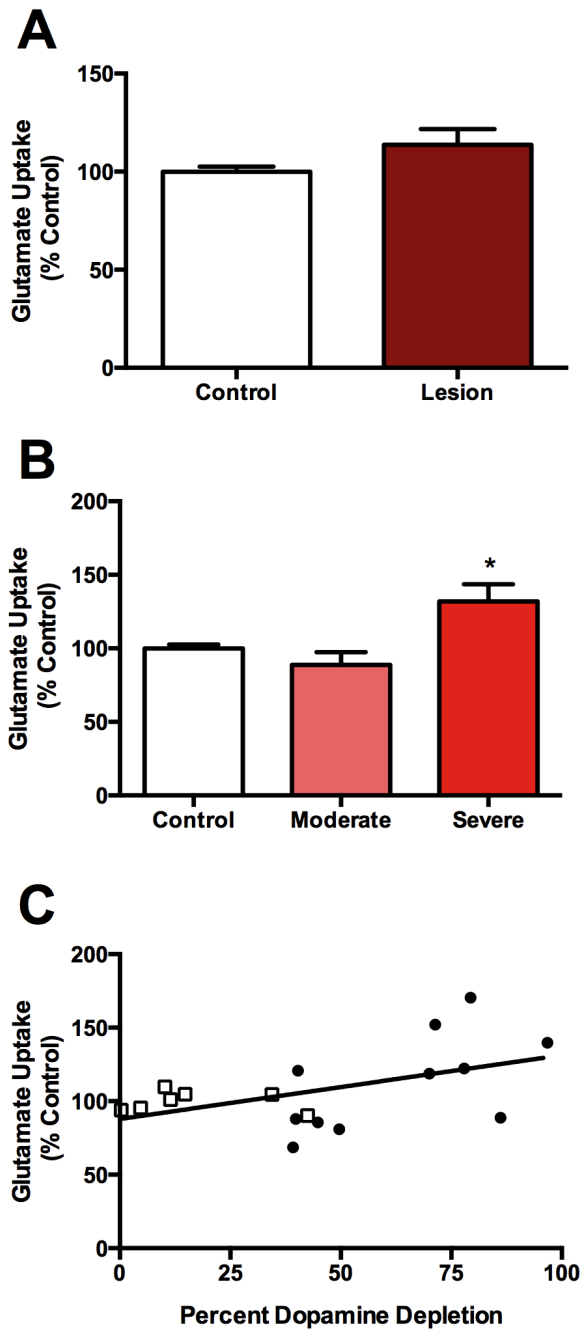 A
Glutamate Uptake
(% Control)
150
100
50
0
Control Lesion
B
Glutamate Uptake
(% Control)
200
150
100
50
0
*
Control Moderate Severe
C
Glutamate Uptake
(% Control)
200
150
100
50
0
0 25 50 75 100
Percent Dopamine Depletion